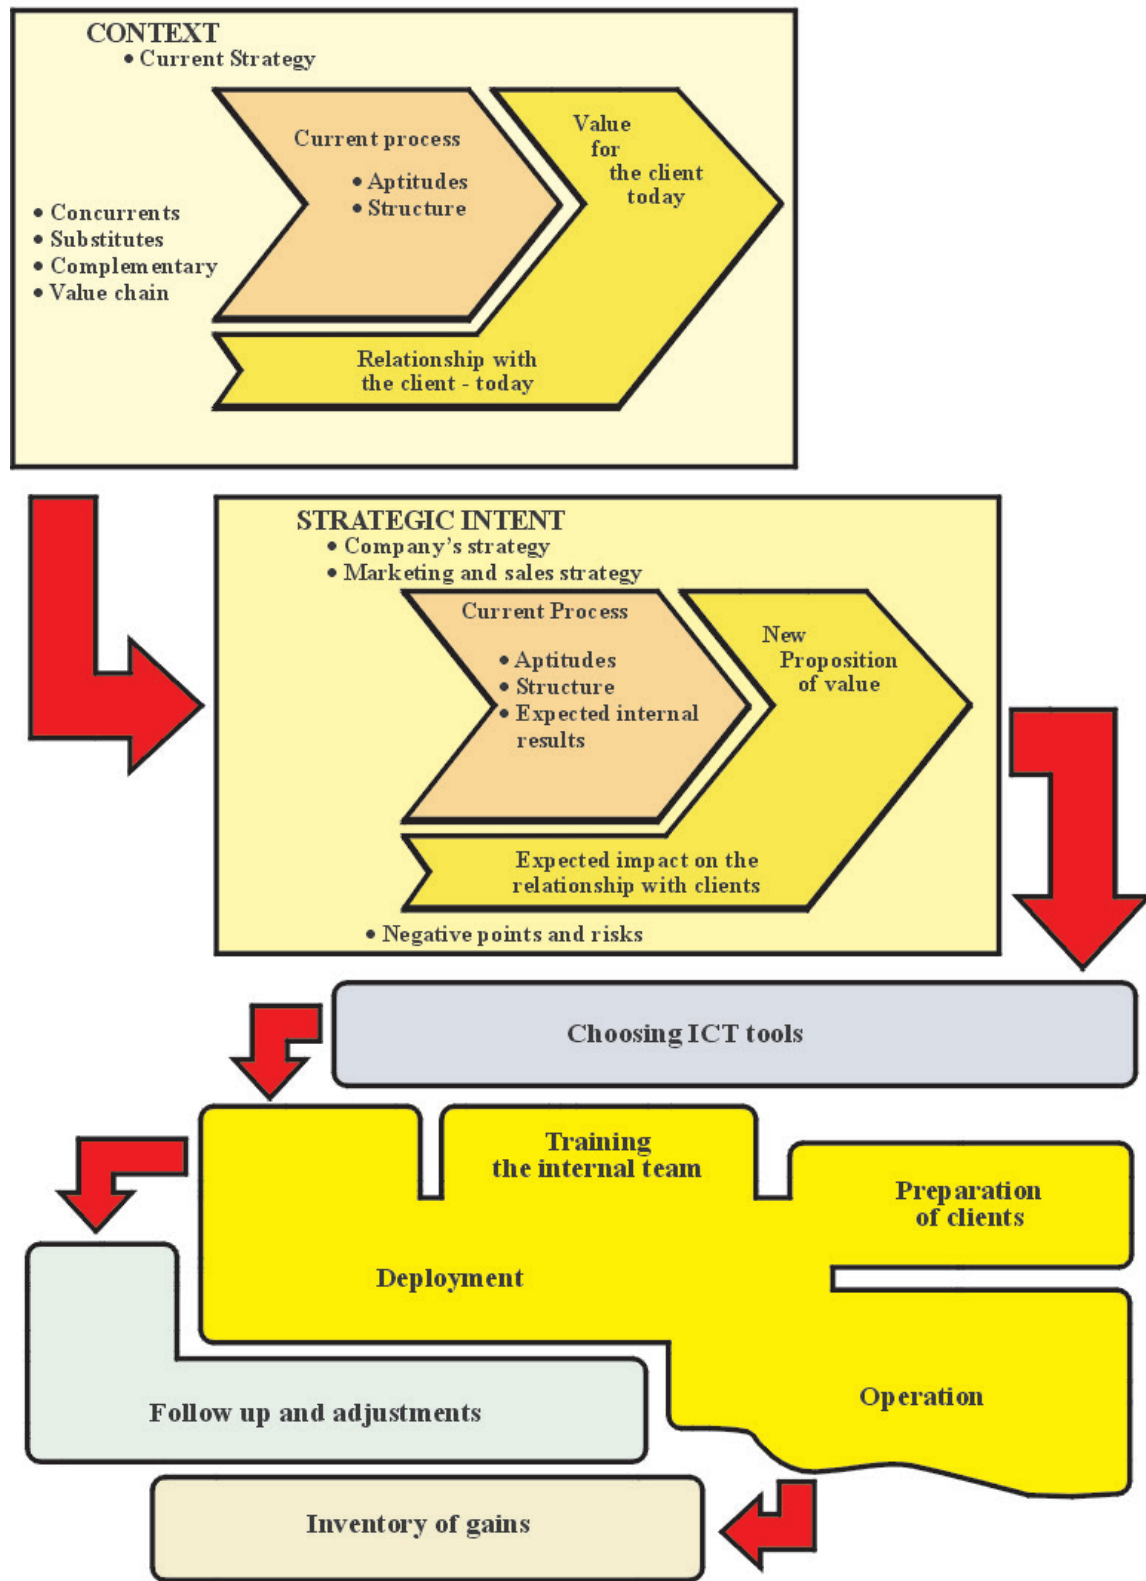 CONTEXT
• Current Strategy
Current process
• Aptitudes
• Structure
Value
for
the client
today
• Concurrents
• Substitutes
• Complementary
• Value chain
Relationship with
the client - today
STRATEGIC INTENT
• Company’s strategy
• Marketing and sales strategy
Current Process
• Aptitudes
• Structure
• Expected internal
results
New
Proposition
of value
Expected impact on the
relationship with clients
• Negative points and risks
Choosing ICT tools
Training
the internal team
Preparation
of clients
Deployment
Operation
Follow up and adjustments
Inventory of gains